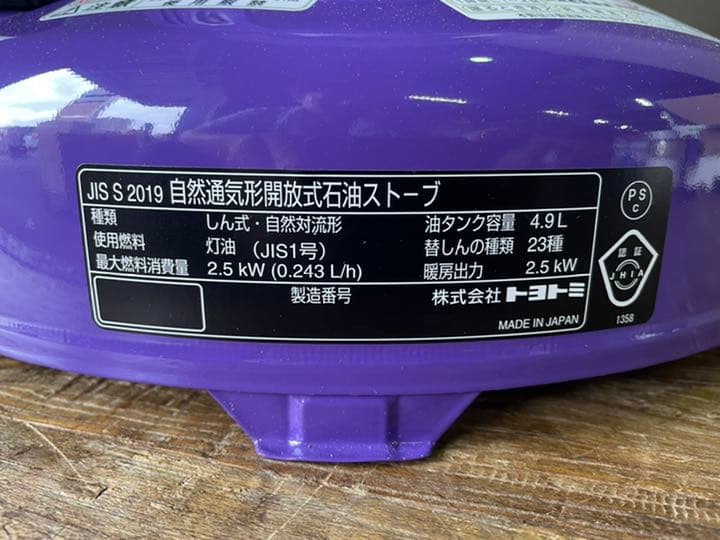 JIS S 2019 自然通気形開放式石油ストーブ
種類 しん式・自然対流形 油タンク容量 4.9 L
使用燃料 灯油 (JIS1号) 替しんの種類 23種
最大燃料消費量 2.5 kW (0.243 L/h) 暖房出力 2.5 kW
製造番号 株式会社 トヨトミ
MADE IN JAPAN
PS
C
認証
JHIA
1358